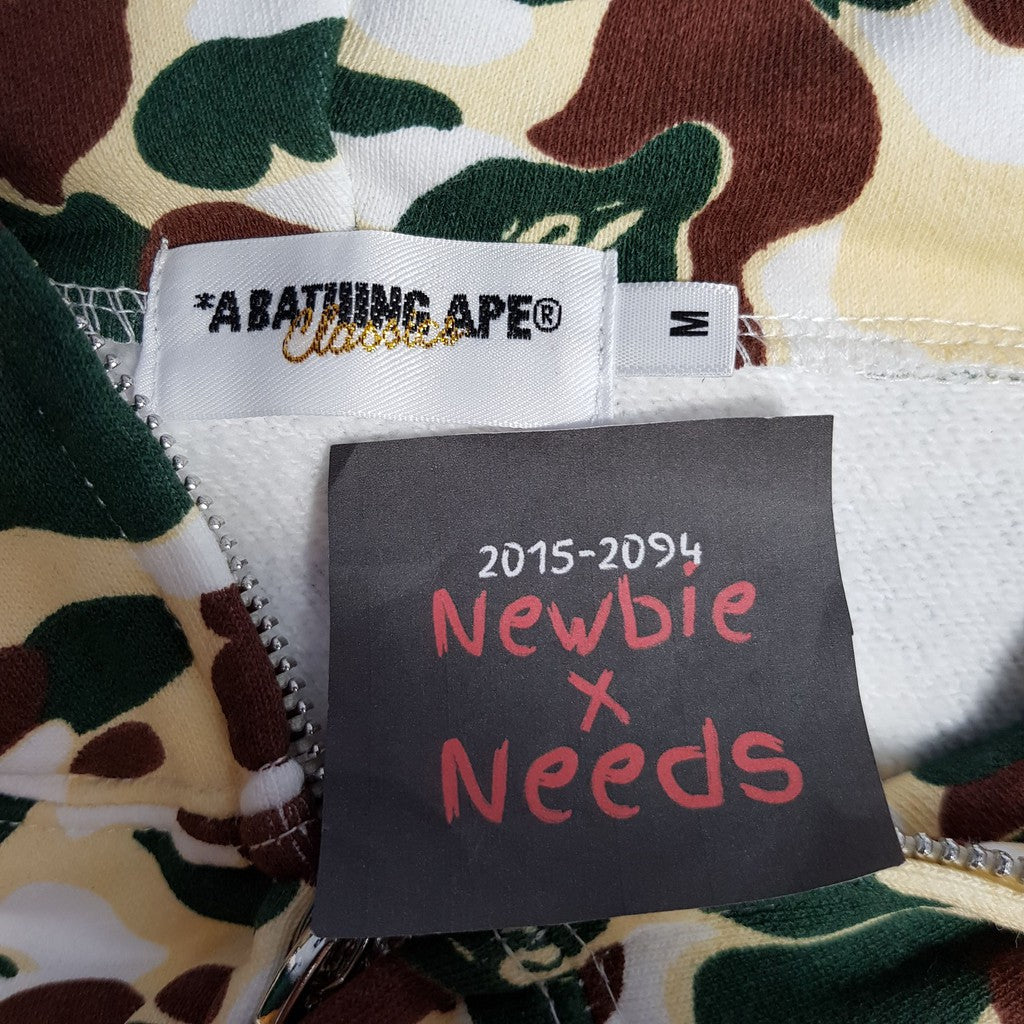 *A BATHING APE®
Classics
M
2015-2094
Newbie
x
Needs